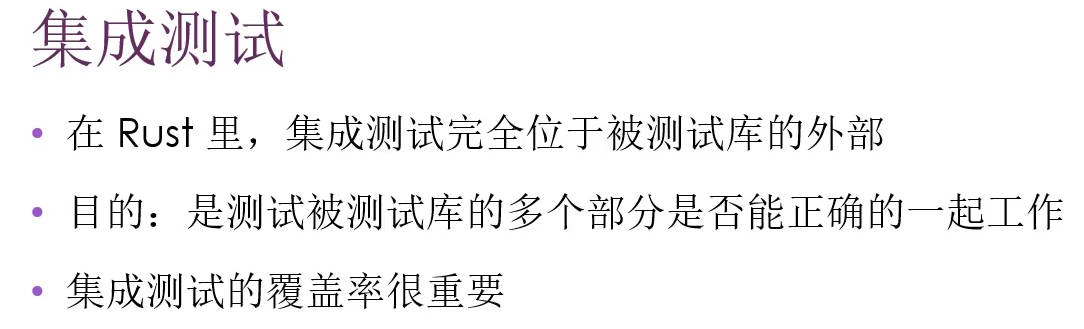 集成测试
• 在 Rust 里，集成测试完全位于被测试库的外部
• 目的：是测试被测试库的多个部分是否能正确的一起工作
• 集成测试的覆盖率很重要